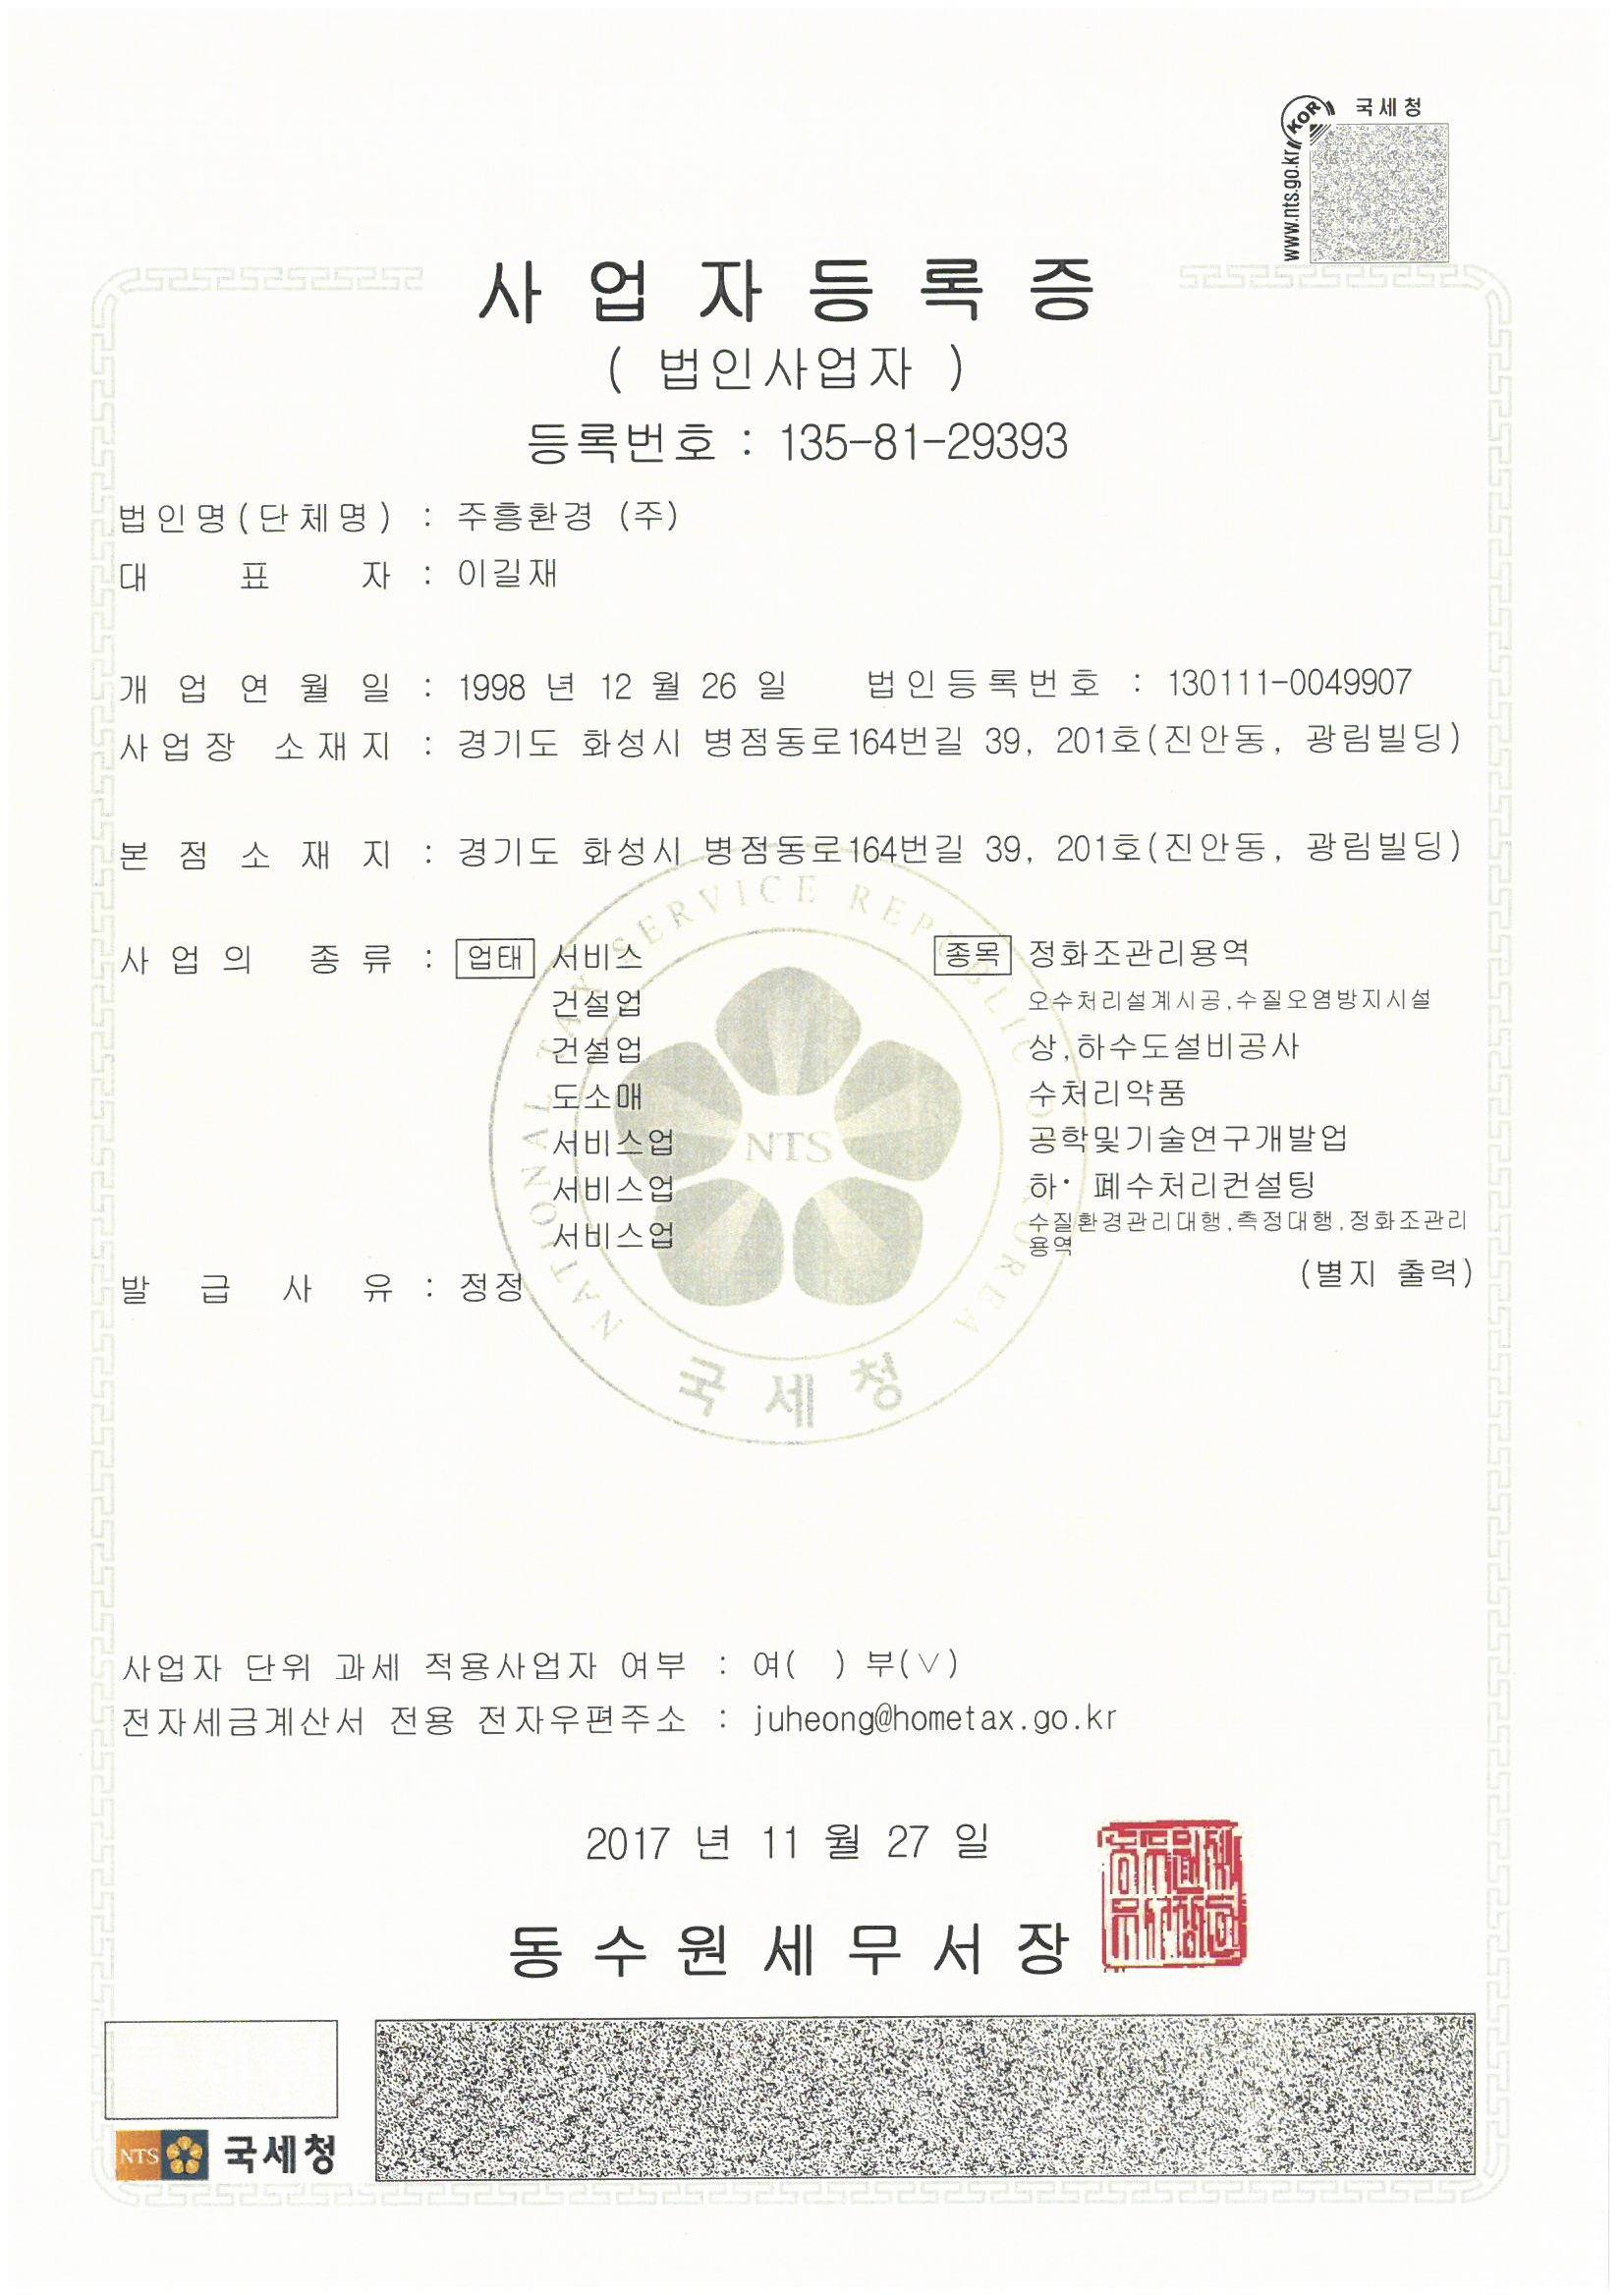 국세청
KOR
www.nts.go.kr
사업자등록증
( 법인사업자 )
등록번호 : 135-81-29393
법인명(단체명) : 주흥환경 (주)
대 표 자 : 이길재
개 업 연 월 일 : 1998 년 12 월 26 일 법인등록번호 : 130111-0049907
사업장 소재지 : 경기도 화성시 병점동로164번길 39, 201호(진안동, 광림빌딩)
본 점 소 재 지 : 경기도 화성시 병점동로164번길 39, 201호(진안동, 광림빌딩)
사 업 의 종 류 : 업태 서비스 종목 정화조관리용역
건설업 오수처리설계시공,수질오염방지시설
건설업 상,하수도설비공사
도소매 수처리약품
서비스업 공학및기술연구개발업
서비스업 하· 폐수처리컨설팅
서비스업 수질환경관리대행,측정대행,정화조관리
용역
(별지 출력)
발 급 사 유 : 정정
NATIONAL TAX SERVICE REPUBLIC OF KOREA
NTS
국세청
사업자 단위 과세 적용사업자 여부 : 여( ) 부(∨)
전자세금계산서 전용 전자우편주소 : juheong@hometax.go.kr
2017 년 11 월 27 일
동수원세무서장
NTS 국세청